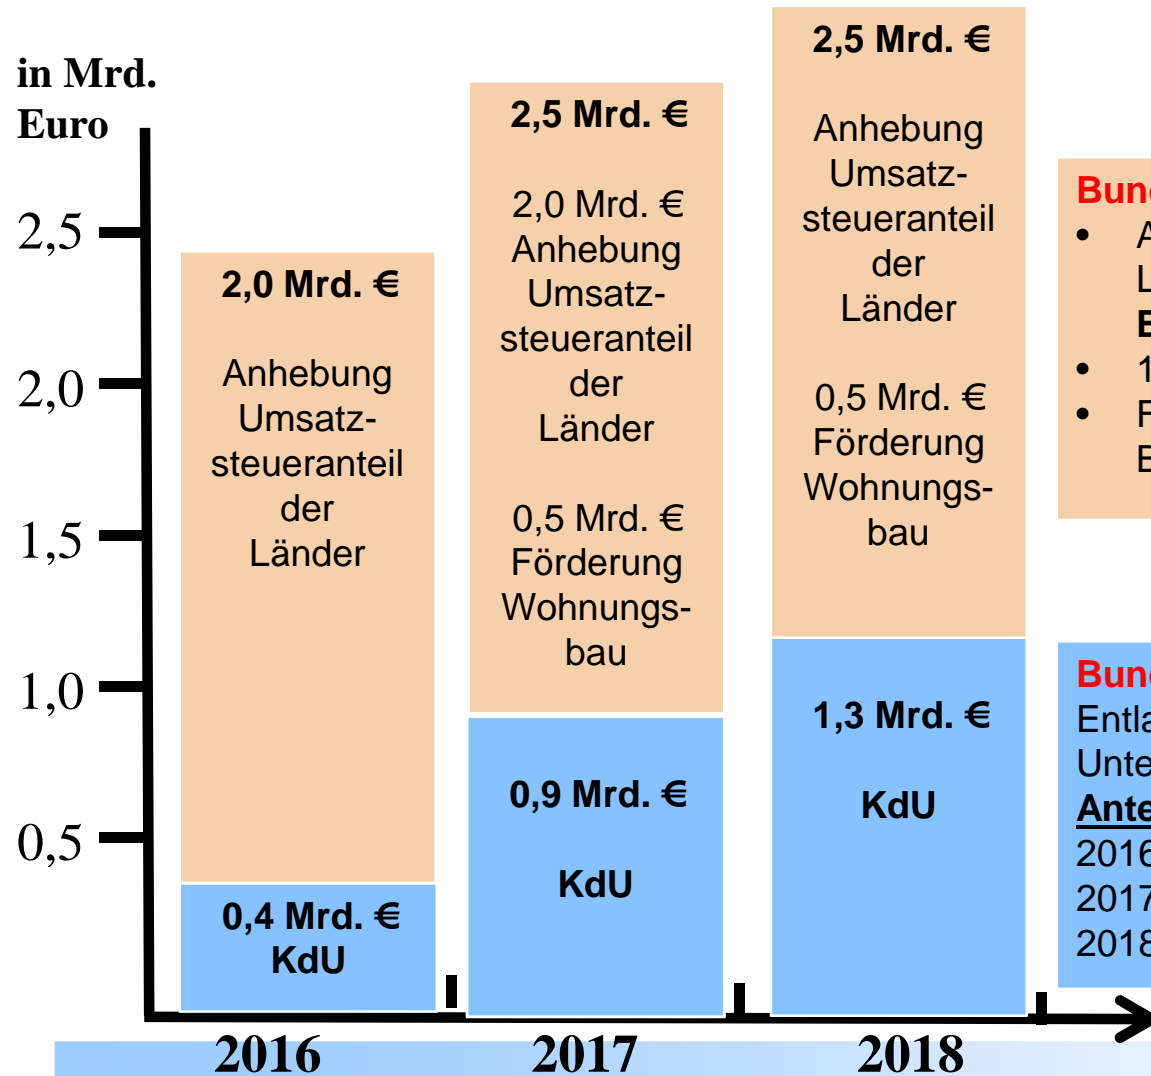 in Mrd.
Euro
2,5
2,0
1,5
1,0
0,5
2,0 Mrd. €
Anhebung
Umsatz-
steueranteil
der
Länder
0,4 Mrd. €
KdU
2016
2,5 Mrd. €
2,0 Mrd. €
Anhebung
Umsatz-
steueranteil
der
Länder
0,5 Mrd. €
Förderung
Wohnungs-
bau
0,9 Mrd. €
KdU
2017
2,5 Mrd. €
Anhebung
Umsatz-
steueranteil
der
Länder
0,5 Mrd. €
Förderung
Wohnungs-
bau
1,3 Mrd. €
KdU
2018
2016
2017
2018